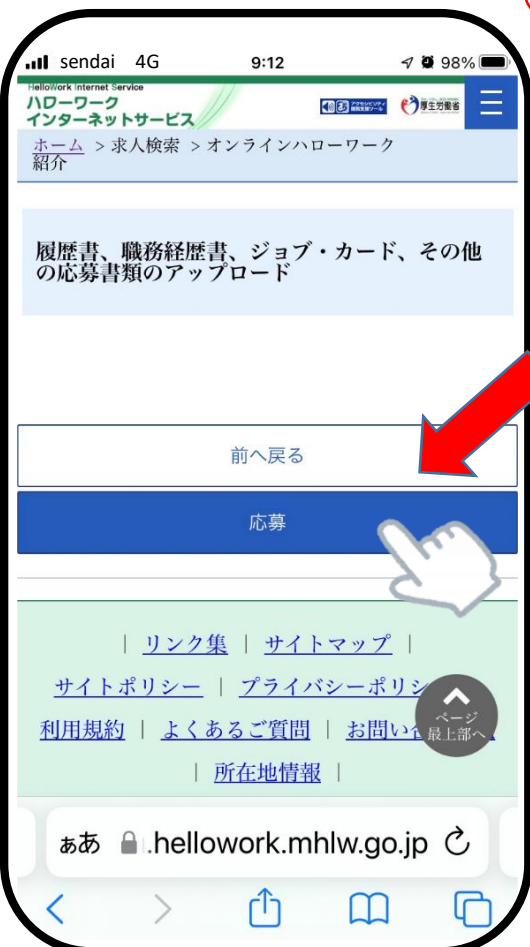 sendai 4G 9:12 98%
HelloWork Internet Service
ハローワーク
インターネットサービス
厚生労働省
ホーム > 求人検索 > オンラインハローワーク
紹介
履歴書、職務経歴書、ジョブ・カード、その他
の応募書類のアップロード
前へ戻る
応募
| リンク集 | サイトマップ |
サイトポリシー | プライバシーポリシ
利用規約 | よくあるご質問 | お問い
ページ
最上部へ
| 所在地情報 |
ぁあ .hellowork.mhlw.go.jp